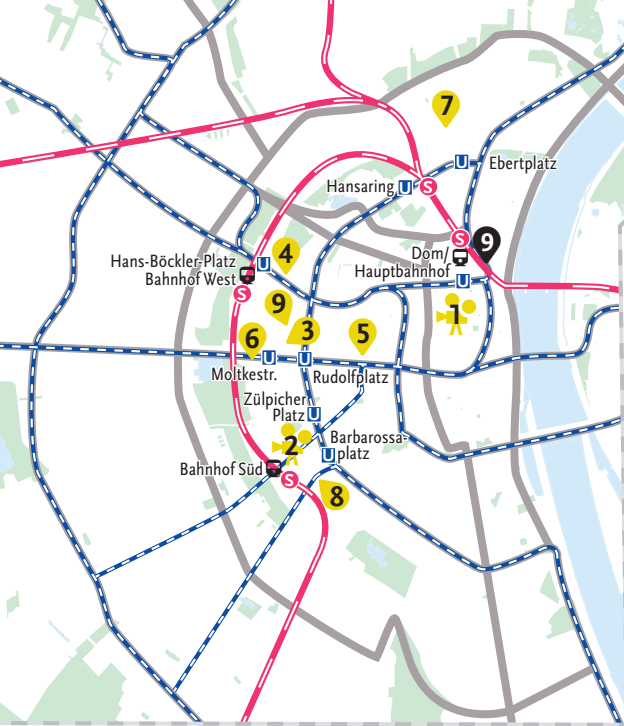 7
U
Ebertplatz
Hansaring
U
S
S
9
Dom/
Hauptbahnhof
U
4
Hans-Böckler-Platz
Bahnhof West
U
S
9
1
6
3
5
U
U
Moltkestr.
Rudolfplatz
Zülpicher
Platz
U
2
Barbarossa-
platz
U
Bahnhof Süd
S
8